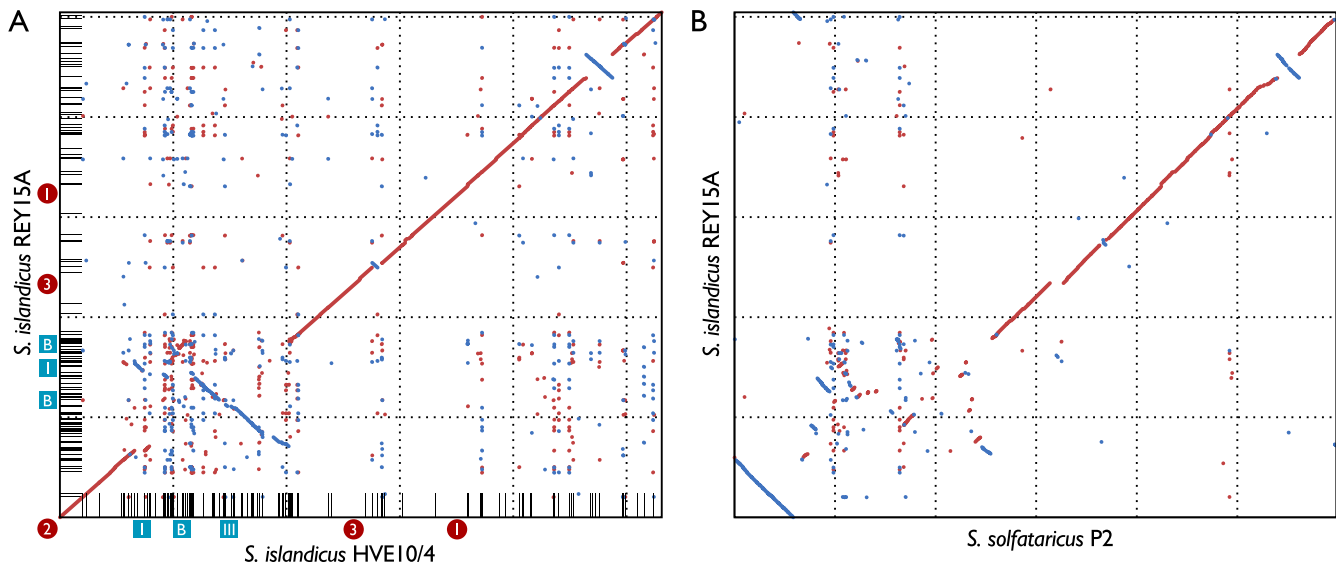 A
B
S. islandicus REY15A
1
3
B
I
B
2
I
B
III
3
1
S. islandicus HVE10/4
S. islandicus REY15A
S. solfataricus P2